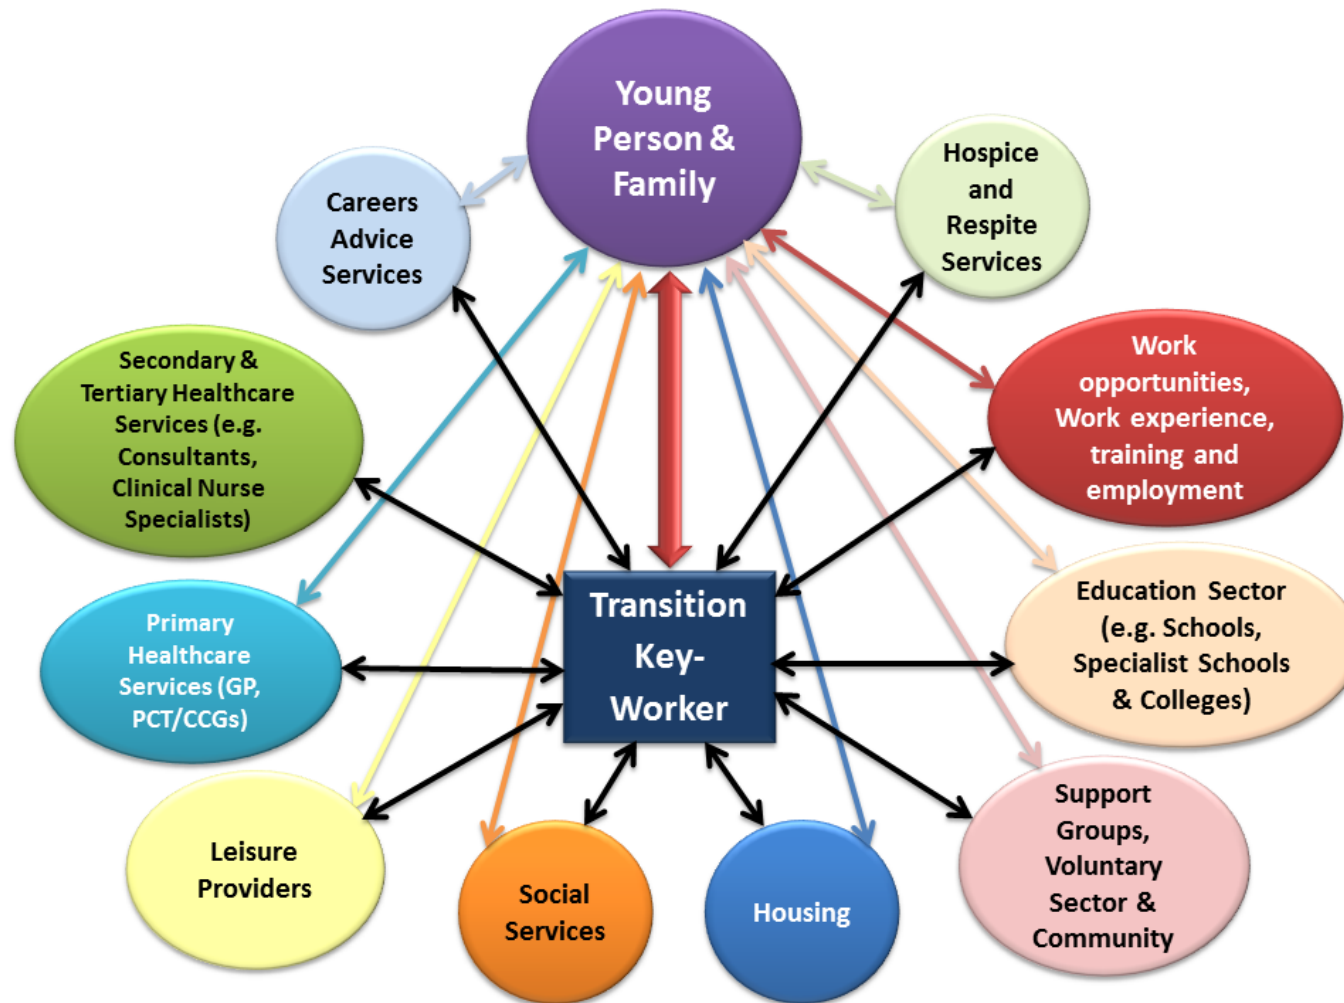 Young
Person &
Family
Careers
Advice
Services
Hospice
and
Respite
Services
Secondary &
Tertiary Healthcare
Services (e.g.
Consultants,
Clinical Nurse
Specialists)
Work
opportunities,
Work experience,
training and
employment
Primary
Healthcare
Services (GP,
PCT/CCGs)
Transition
Key-
Worker
Education Sector
(e.g. Schools,
Specialist Schools
& Colleges)
Leisure
Providers
Social
Services
Housing
Support
Groups,
Voluntary
Sector &
Community